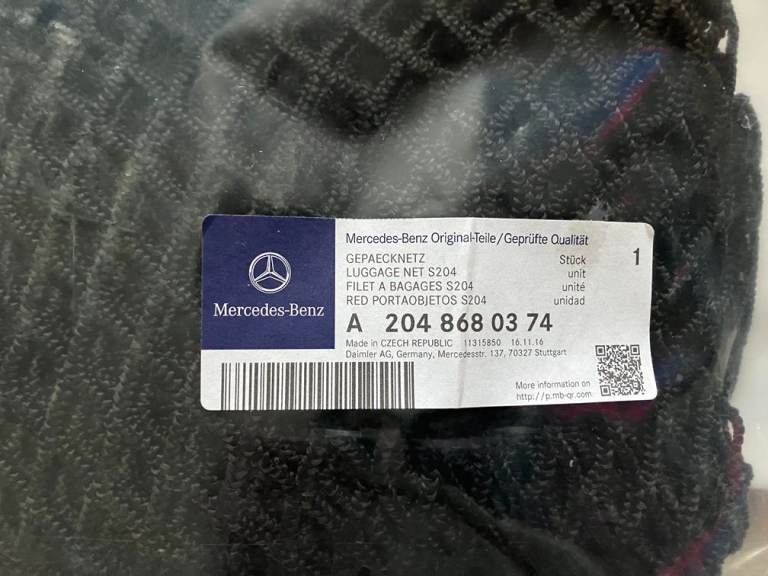 Mercedes-Benz
Mercedes-Benz Original-Teile/Geprüfte Qualität
GEPAECKNETZ Stück 1
LUGGAGE NET S204 unit
FILET A BAGAGES S204 unité
RED PORTAOBJETOS S204 unidad
A 204 868 03 74
Made in CZECH REPUBLIC 11315850 16.11.16
Daimler AG, Germany, Mercedesstr. 137, 70327 Stuttgart
More information on
http://p.mb-qr.com